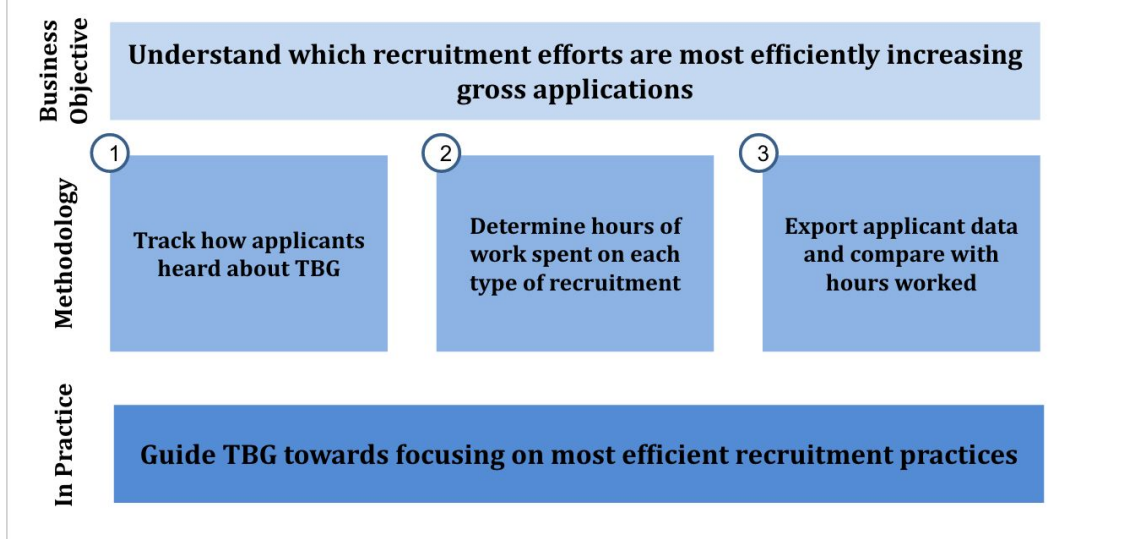 Business
Objective
Understand which recruitment efforts are most efficiently increasing
gross applications
Methodology
1
Track how applicants
heard about TBG
2
Determine hours of
work spent on each
type of recruitment
3
Export applicant data
and compare with
hours worked
In Practice
Guide TBG towards focusing on most efficient recruitment practices